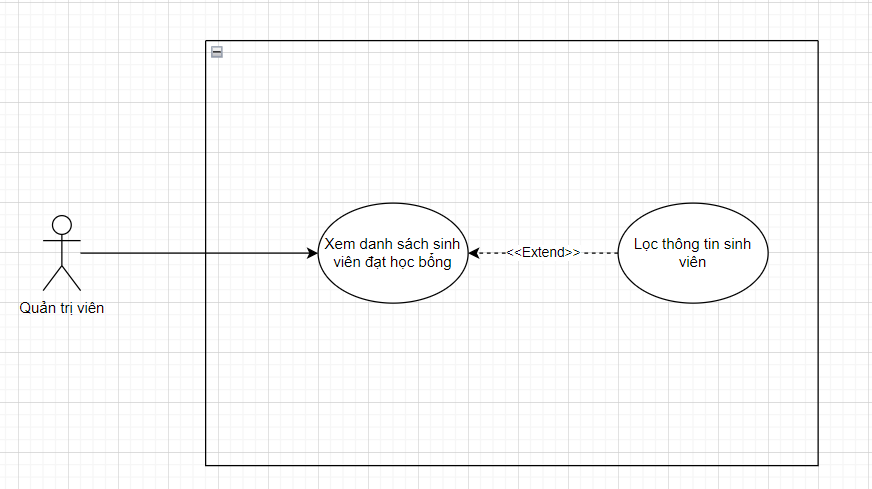 Quản trị viên
Xem danh sách sinh
viên đạt học bổng
<<Extend>>
Lọc thông tin sinh
viên